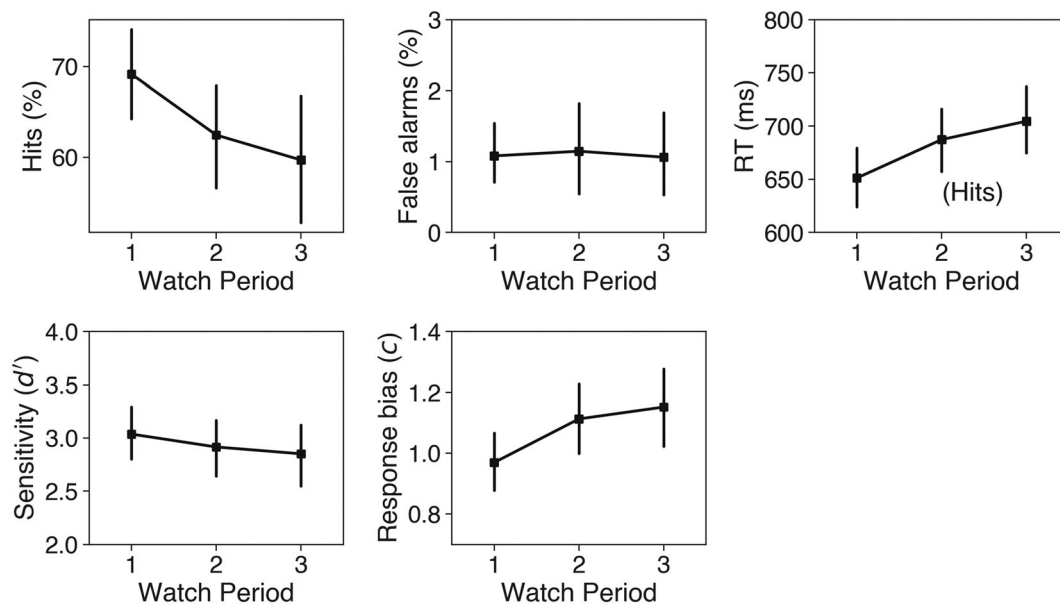 Hits (%)
70
60
1 2 3
Watch Period
False alarms (%)
3
2
1
0
1 2 3
Watch Period
RT (ms)
800
750
700
650
600
(Hits)
1 2 3
Watch Period
Sensitivity (d′)
4.0
3.5
3.0
2.5
2.0
1 2 3
Watch Period
Response bias (c)
1.4
1.2
1.0
0.8
1 2 3
Watch Period